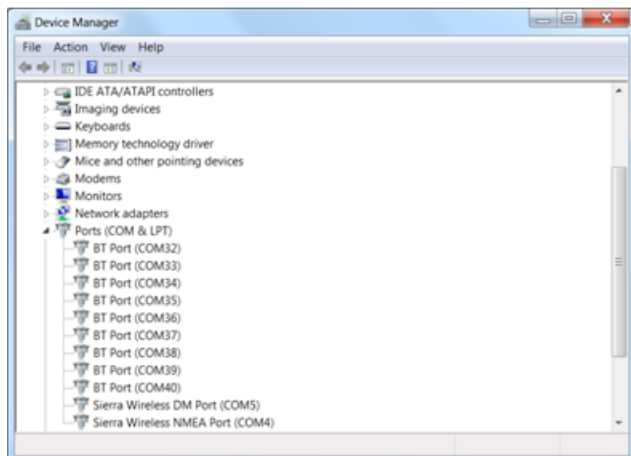 Device Manager
File Action View Help
IDE ATA/ATAPI controllers
Imaging devices
Keyboards
Memory technology driver
Mice and other pointing devices
Modems
Monitors
Network adapters
Ports (COM & LPT)
BT Port (COM32)
BT Port (COM33)
BT Port (COM34)
BT Port (COM35)
BT Port (COM36)
BT Port (COM37)
BT Port (COM38)
BT Port (COM39)
BT Port (COM40)
Sierra Wireless DM Port (COM5)
Sierra Wireless NMEA Port (COM4)